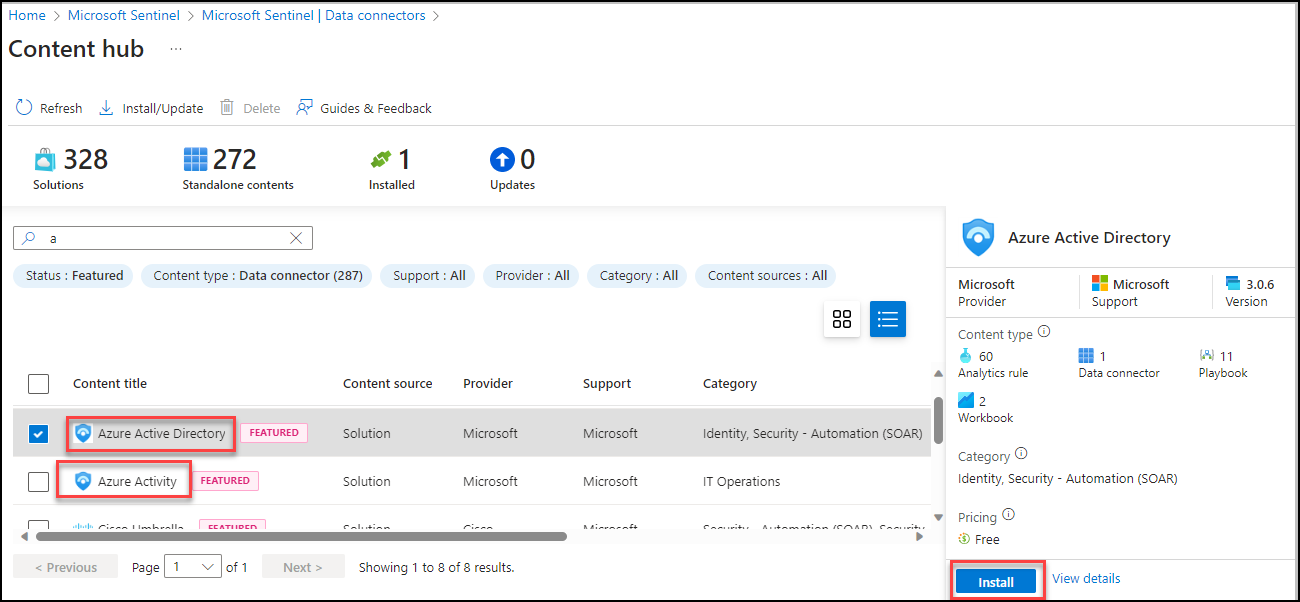 Home > Microsoft Sentinel > Microsoft Sentinel | Data connectors >
Content hub ...
Refresh Install/Update Delete Guides & Feedback
328 272 1 0
Solutions Standalone contents Installed Updates
a
Status : Featured Content type : Data connector (287) Support : All Provider : All Category : All Content sources : All
Content title Content source Provider Support Category
Azure Active Directory FEATURED Solution Microsoft Microsoft Identity, Security - Automation (SOAR)
Azure Activity FEATURED Solution Microsoft Microsoft IT Operations
Cisco Umbrella FEATURED Solution Cisco Microsoft Security - Automation (SOAR), Security
< Previous Page 1 of 1 Next > Showing 1 to 8 of 8 results.
Azure Active Directory
Microsoft Microsoft 3.0.6
Provider Support Version
Content type
60 1 11
Analytics rule Data connector Playbook
2
Workbook
Category
Identity, Security - Automation (SOAR)
Pricing
Free
Install View details